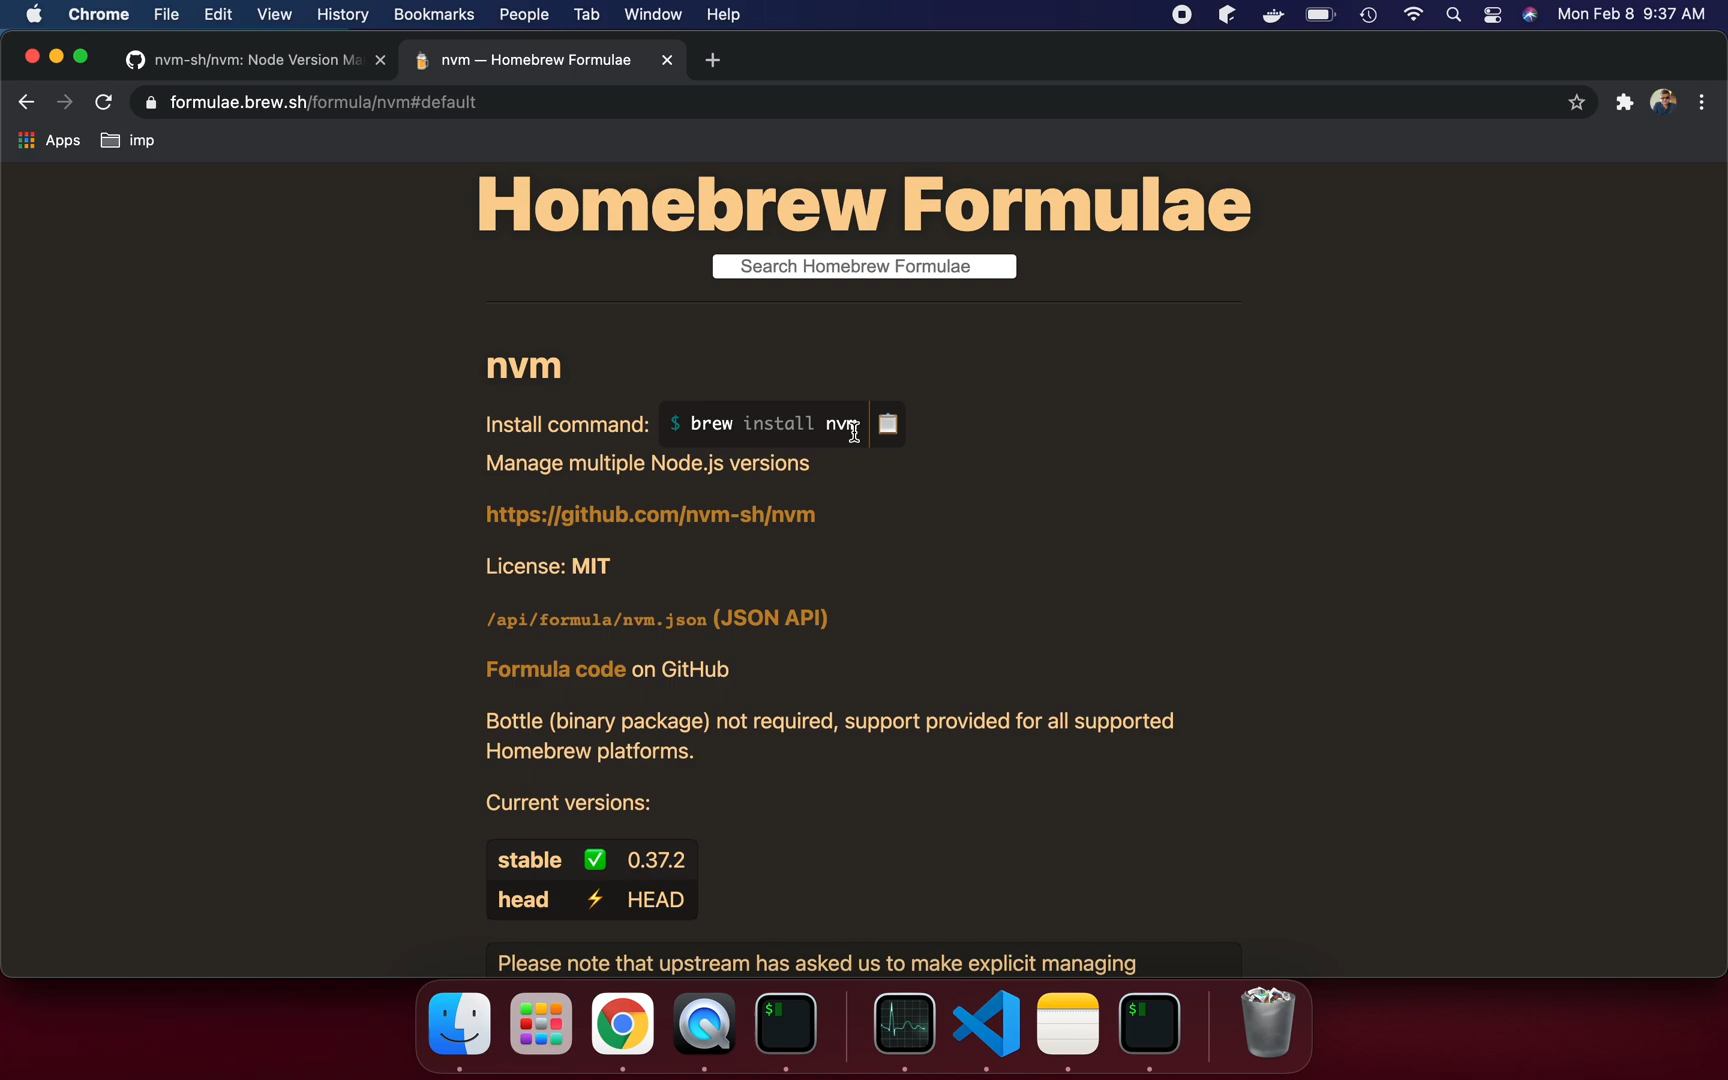 Chrome File Edit View History Bookmarks People Tab Window Help Mon Feb 8 9:37 AM
nvm-sh/nvm: Node Version Ma nvm — Homebrew Formulae
formulae.brew.sh/formula/nvm#default
Apps imp
Homebrew Formulae
Search Homebrew Formulae
nvm
Install command: $ brew install nvm
Manage multiple Node.js versions
https://github.com/nvm-sh/nvm
License: MIT
/api/formula/nvm.json (JSON API)
Formula code on GitHub
Bottle (binary package) not required, support provided for all supported
Homebrew platforms.
Current versions:
stable ✅ 0.37.2
head ⚡ HEAD
Please note that upstream has asked us to make explicit managing
$ $